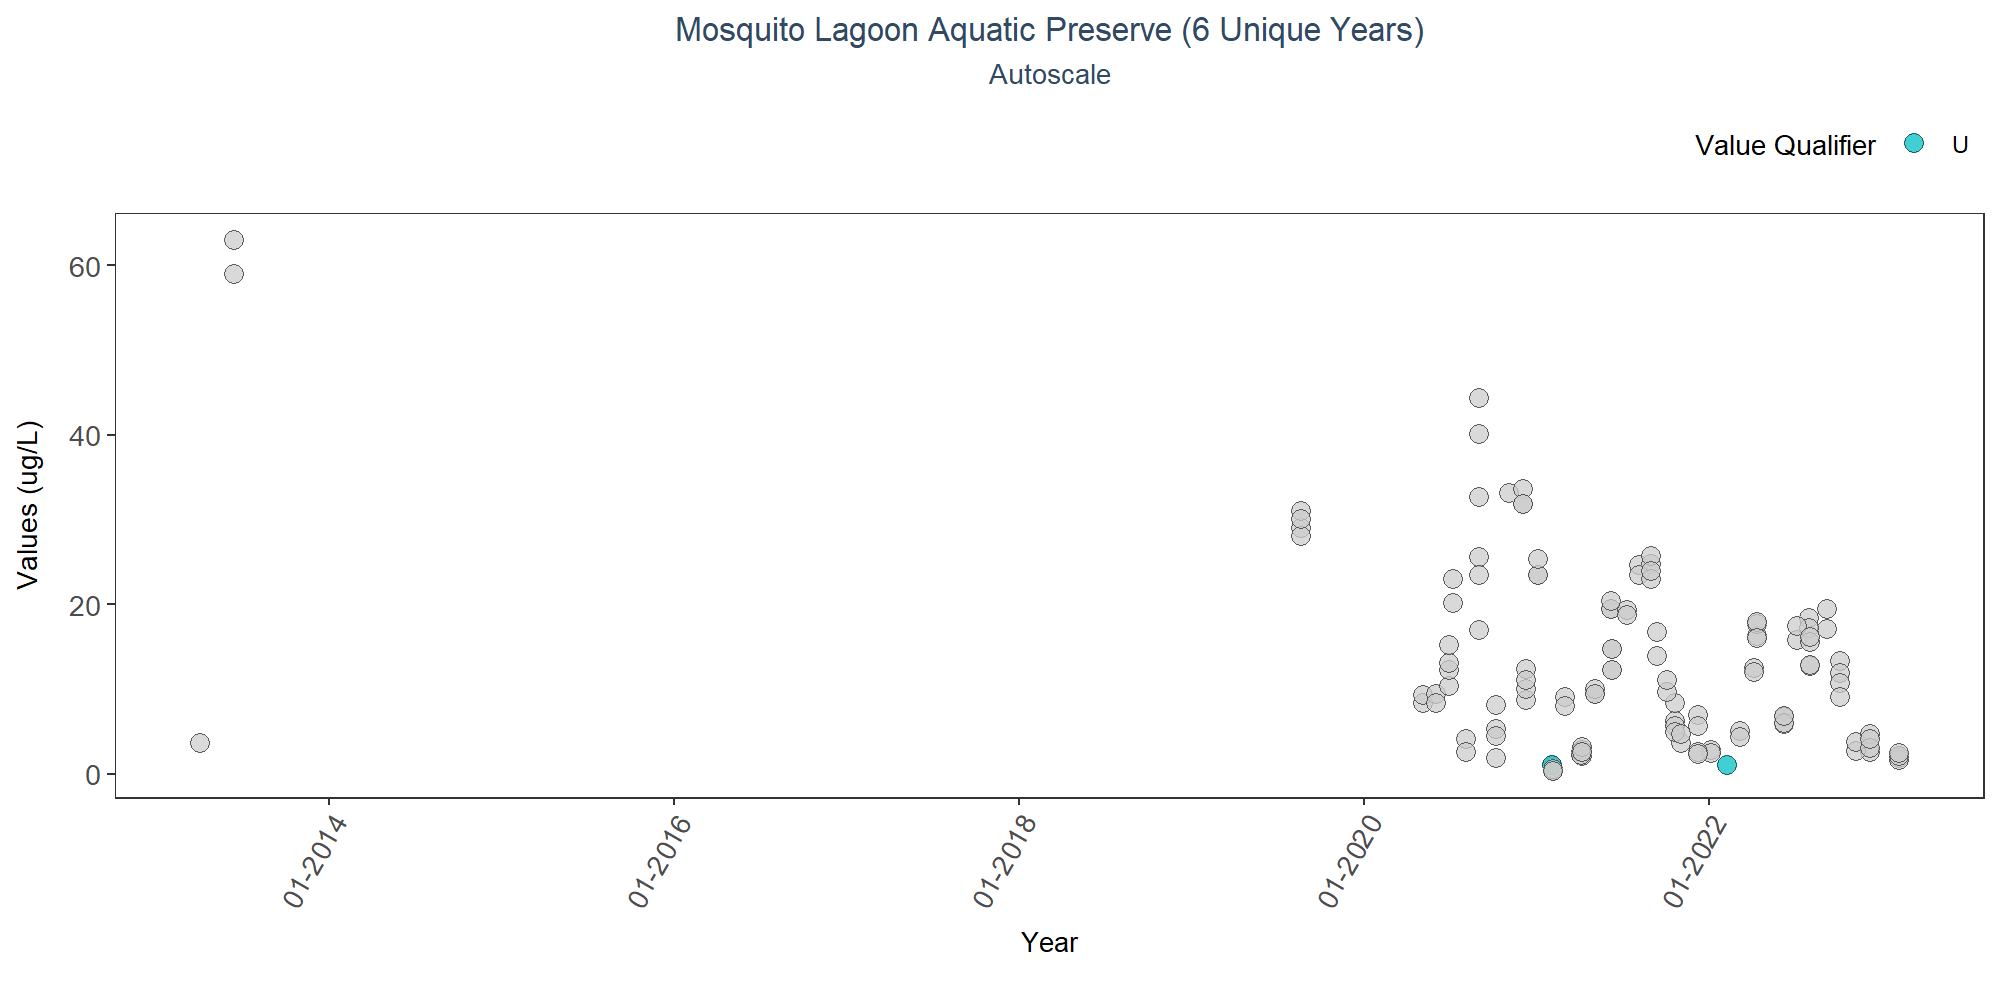 Mosquito Lagoon Aquatic Preserve (6 Unique Years)
Autoscale
Value Qualifier U
Values (ug/L)
60
40
20
0
01-2014
01-2016
01-2018
01-2020
01-2022
Year